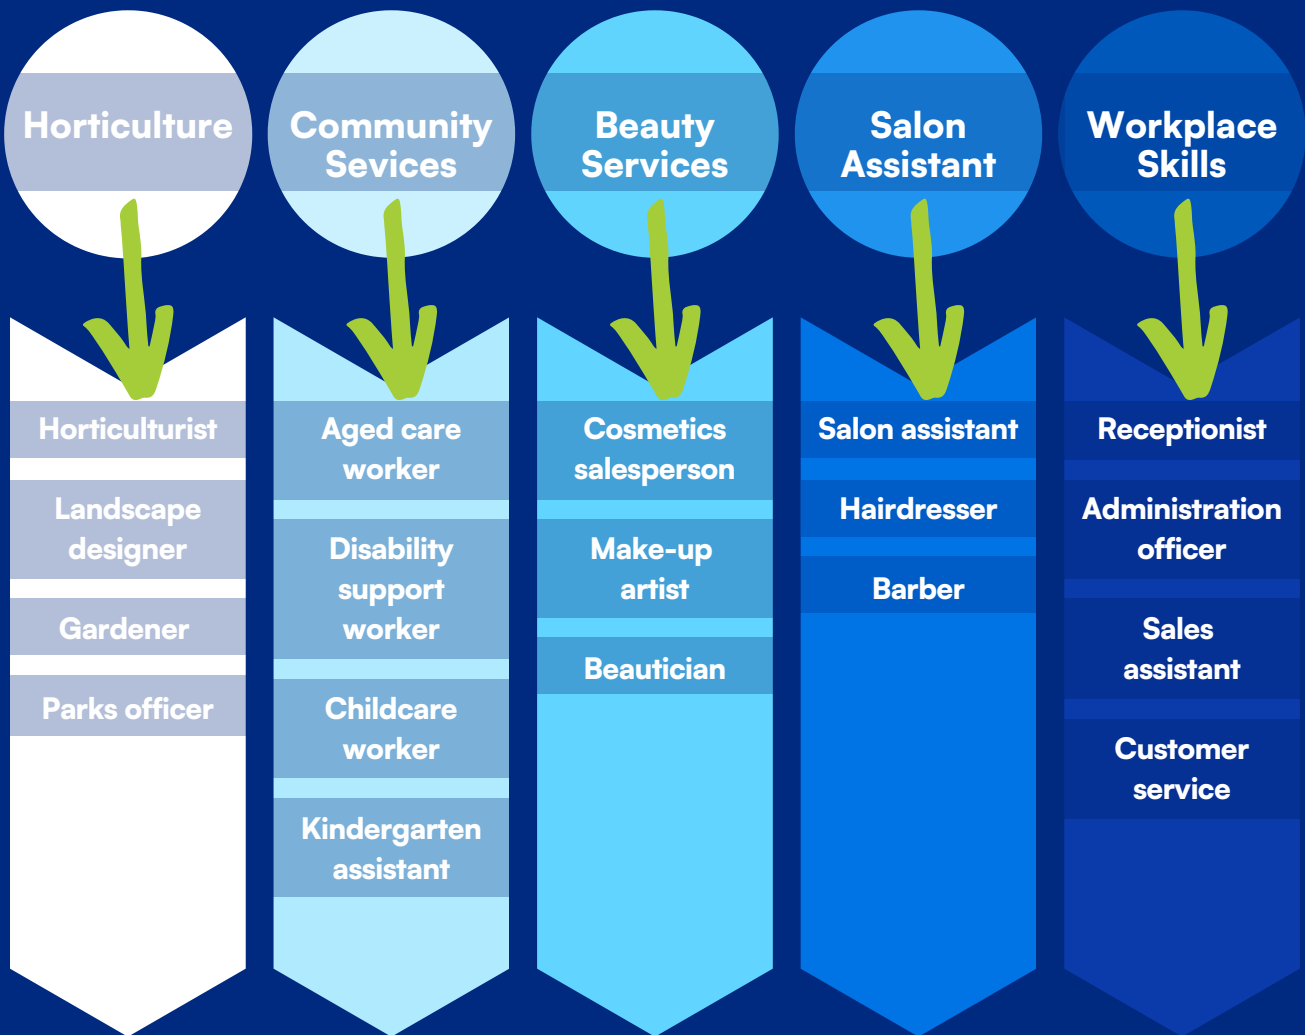 Horticulture
Community
Sevices
Beauty
Services
Salon
Assistant
Workplace
Skills
Horticulturist
Landscape
designer
Gardener
Parks officer
Aged care
worker
Disability
support
worker
Childcare
worker
Kindergarten
assistant
Cosmetics
salesperson
Make-up
artist
Beautician
Salon assistant
Hairdresser
Barber
Receptionist
Administration
officer
Sales
assistant
Customer
service